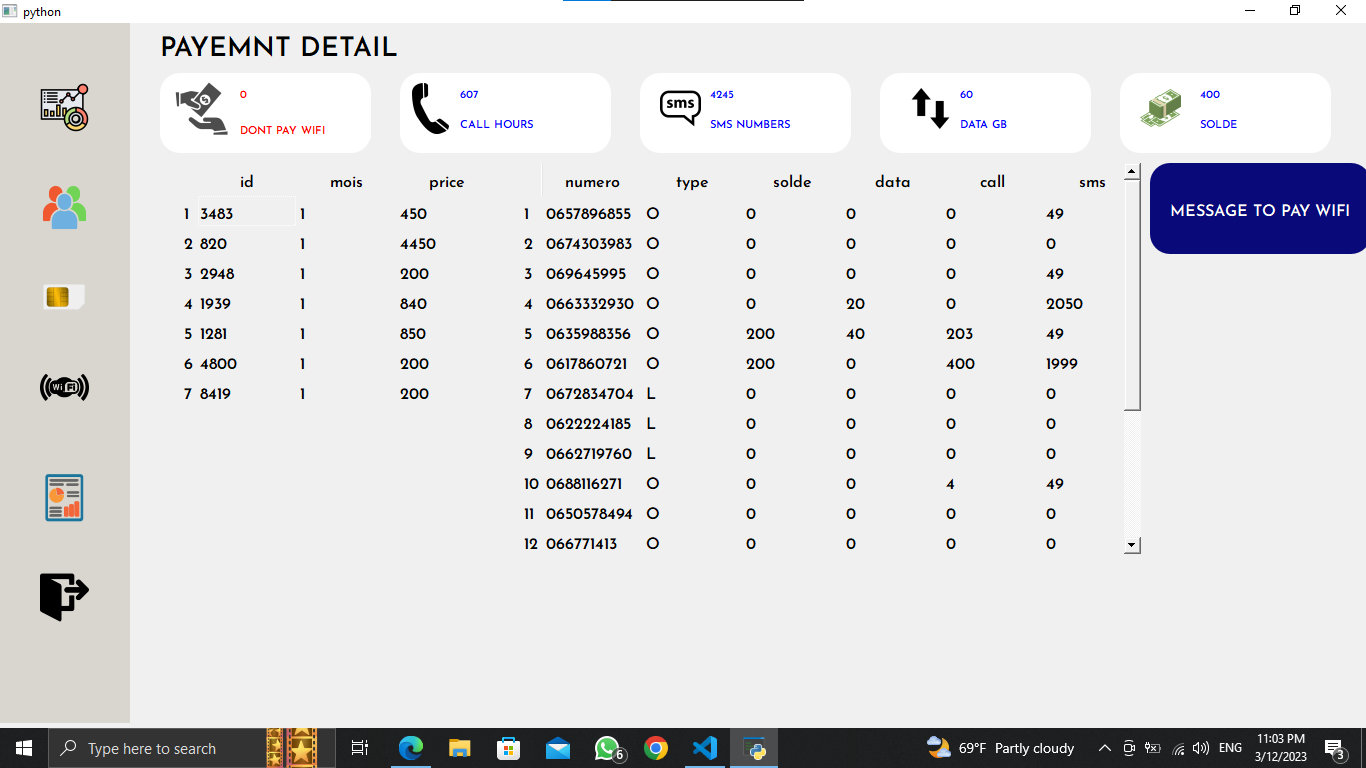 python
PAYEMNT DETAIL
0
DONT PAY WIFI
607
CALL HOURS
sms
4245
SMS NUMBERS
60
DATA GB
400
SOLDE
id mois price
1 3483 1 450
2 820 1 4450
3 2948 1 200
4 1939 1 840
5 1281 1 850
6 4800 1 200
7 8419 1 200
numero type solde data call sms
1 0657896855 O 0 0 0 49
2 0674303983 O 0 0 0 0
3 069645995 O 0 0 0 49
4 0663332930 O 0 20 0 2050
5 0635988356 O 200 40 203 49
6 0617860721 O 200 0 400 1999
7 0672834704 L 0 0 0 0
8 0622224185 L 0 0 0 0
9 0662719760 L 0 0 0 0
10 0688116271 O 0 0 4 49
11 0650578494 O 0 0 0 0
12 066771413 O 0 0 0 0
MESSAGE TO PAY WIFI
WiFi
Type here to search
6
69°F Partly cloudy
ENG
11:03 PM
3/12/2023
3